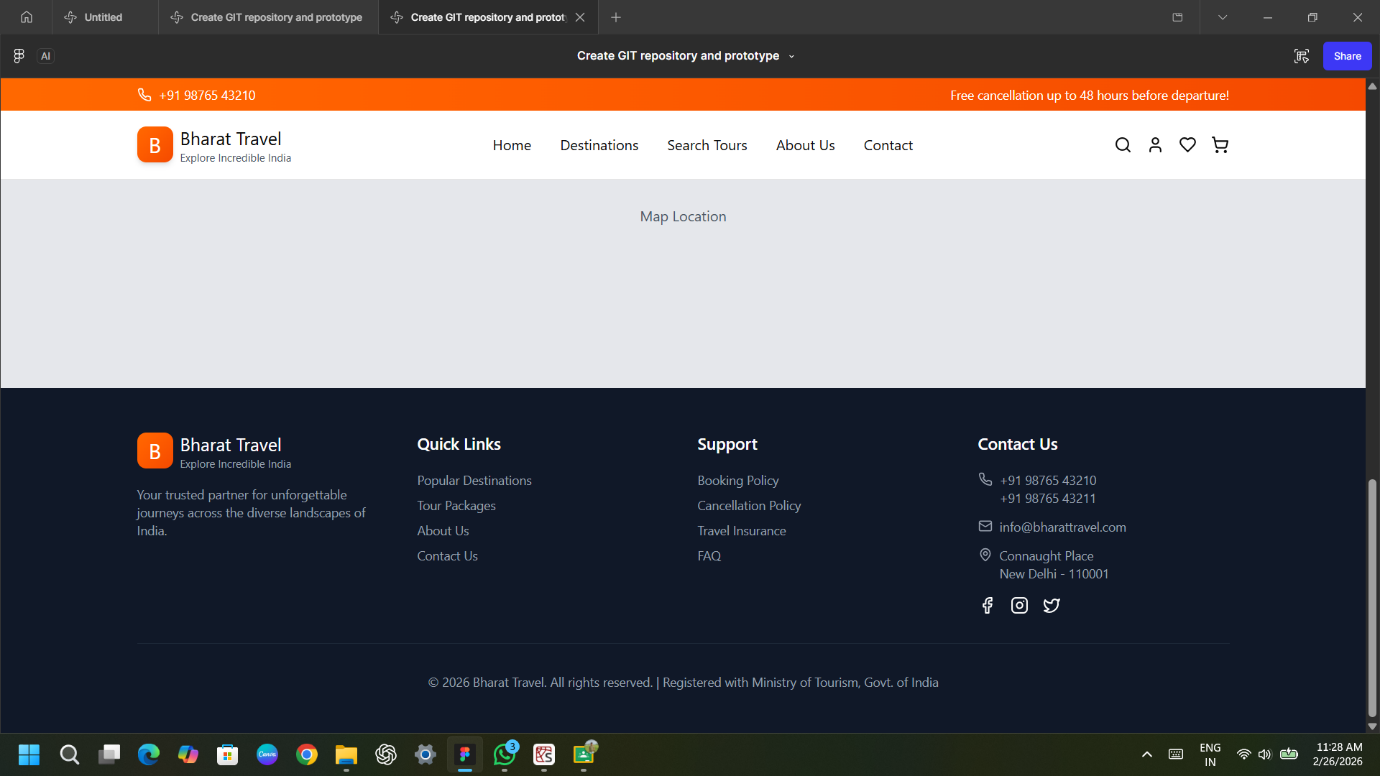 Untitled
Create GIT repository and prototype
Create GIT repository and protot
AI
Create GIT repository and prototype
Share
+91 98765 43210
Free cancellation up to 48 hours before departure!
B
Bharat Travel
Explore Incredible India
Home
Destinations
Search Tours
About Us
Contact
Map Location
B
Bharat Travel
Explore Incredible India
Your trusted partner for unforgettable
journeys across the diverse landscapes of
India.
Quick Links
Popular Destinations
Tour Packages
About Us
Contact Us
Support
Booking Policy
Cancellation Policy
Travel Insurance
FAQ
Contact Us
+91 98765 43210
+91 98765 43211
info@bharattravel.com
Connaught Place
New Delhi - 110001
© 2026 Bharat Travel. All rights reserved. | Registered with Ministry of Tourism, Govt. of India
Canva
3
ENG
IN
11:28 AM
2/26/2026